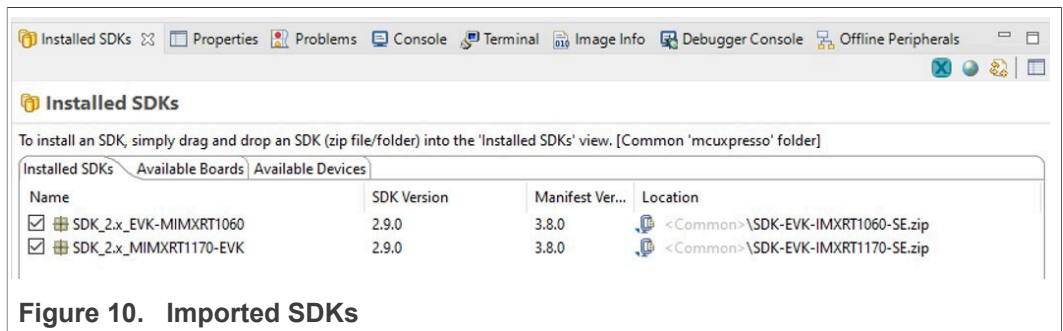 Installed SDKs Properties Problems Console Terminal Image Info Debugger Console Offline Peripherals
Installed SDKs
To install an SDK, simply drag and drop an SDK (zip file/folder) into the 'Installed SDKs' view. [Common 'mcuxpresso' folder]
Installed SDKs Available Boards Available Devices
Name SDK Version Manifest Ver... Location
SDK_2.x_EVK-MIMXRT1060 2.9.0 3.8.0 <Common>\SDK-EVK-IMXRT1060-SE.zip
SDK_2.x_MIMXRT1170-EVK 2.9.0 3.8.0 <Common>\SDK-EVK-IMXRT1170-SE.zip
Figure 10. Imported SDKs